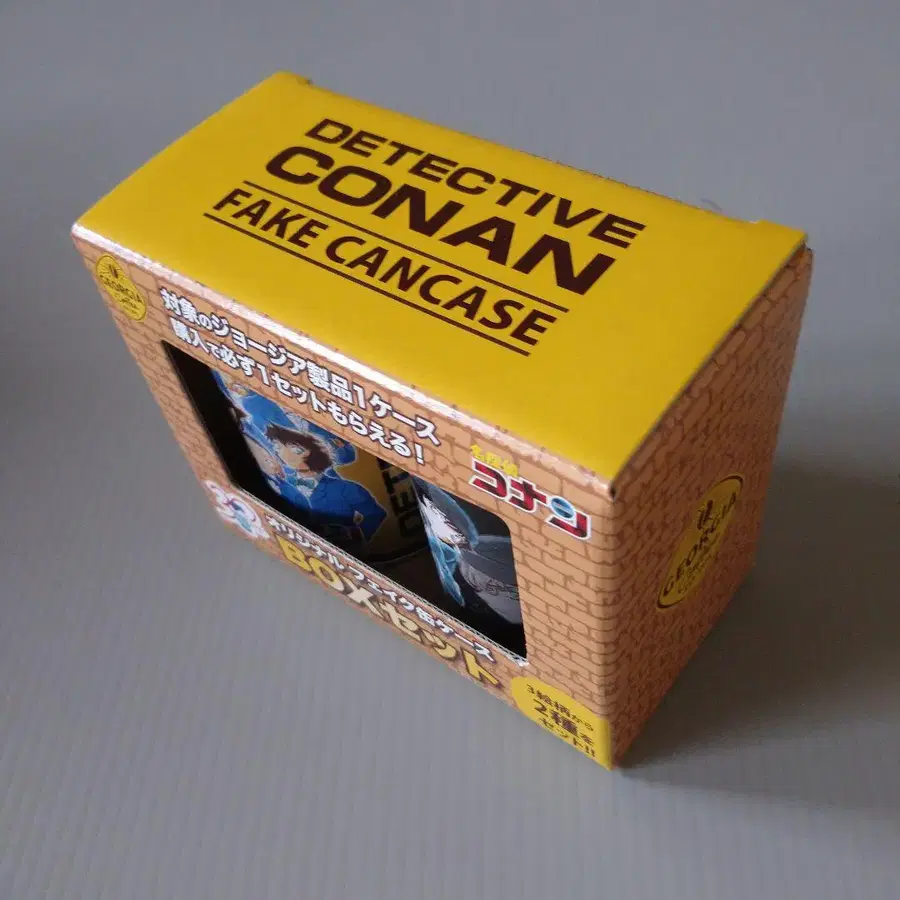 DETECTIVE
CONAN
FAKE CANCASE
GEORGIA
対象のジョージア製品1ケース
購入で必ず1セットもらえる!
名探偵
コナン
オリジナル フェイク缶ケース
BOXセット
GEORGIA
3絵柄から
2種を
セット!!